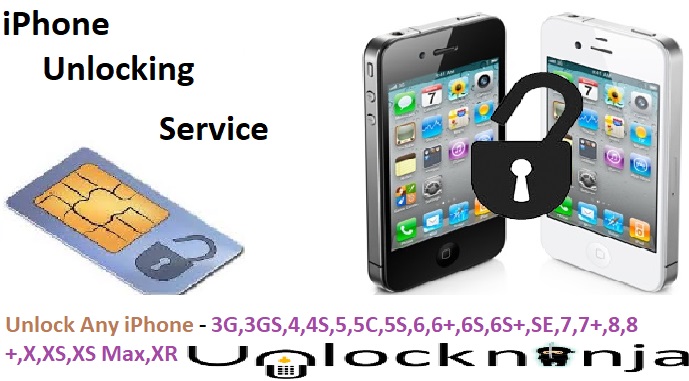 iPhone
Unlocking
Service
Unlock Any iPhone - 3G,3GS,4,4S,5,5C,5S,6,6+,6S,6S+,SE,7,7+,8,8
+,X,XS,XS Max,XR Unlockninja